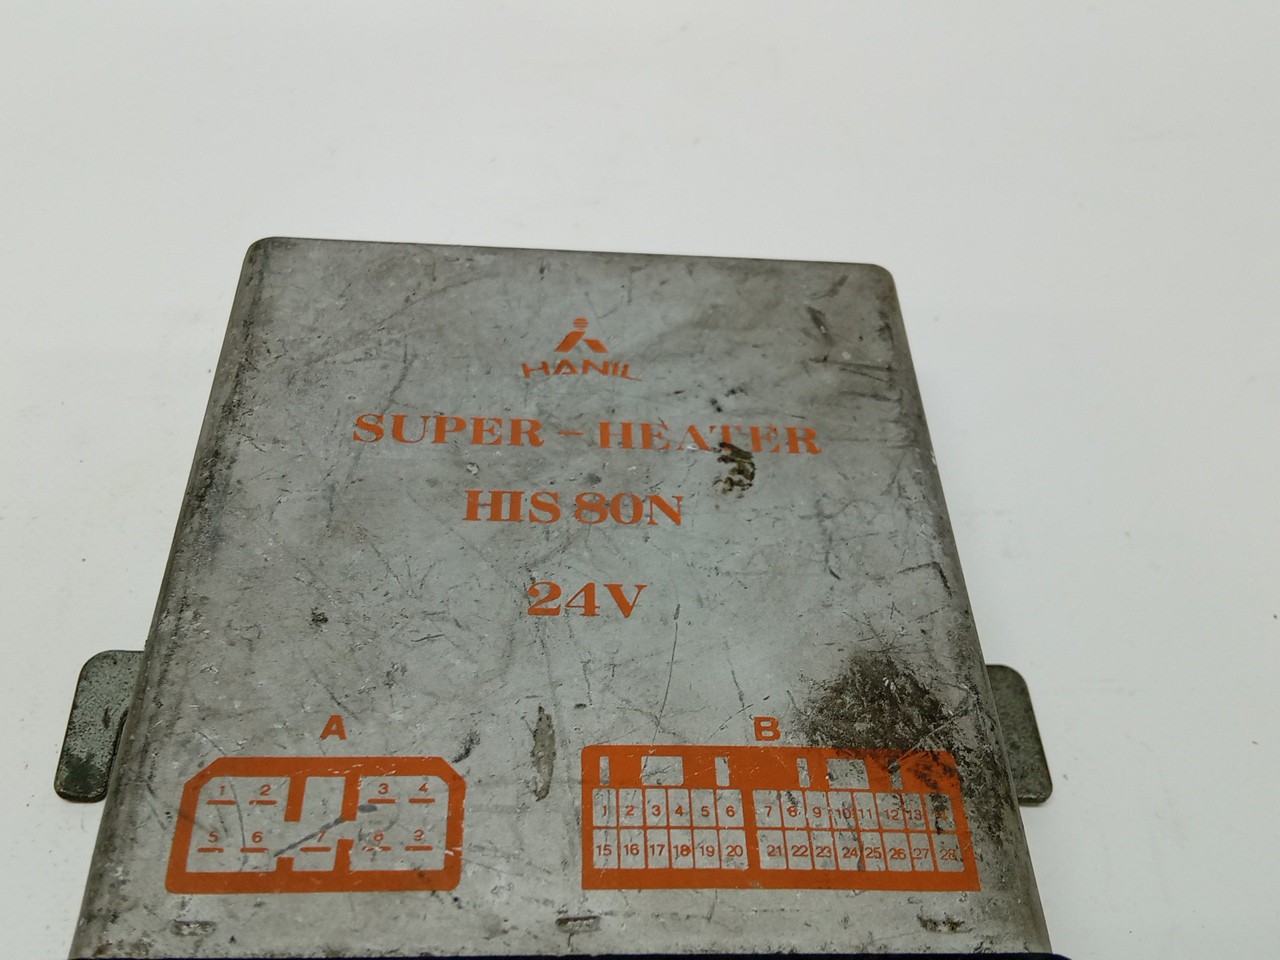 HANIL
SUPER-HEATER
HIS 80N
24V
A
B
1 2 3 4
5 6 7 8 9
1 2 3 4 5 6 7 8 9 10 11 12 13
15 16 17 18 19 20 21 22 23 24 25 26 27 28